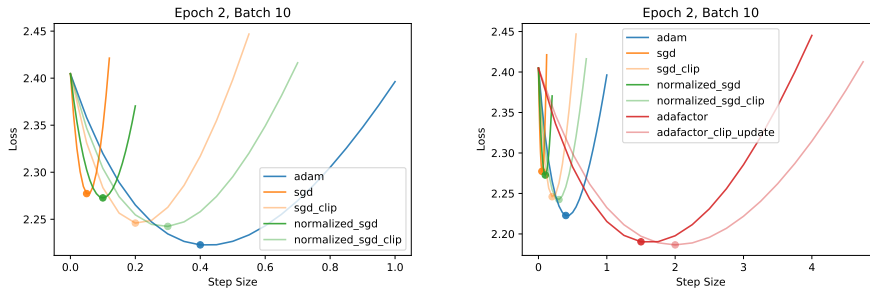 Epoch 2, Batch 10
Loss
2.45
2.40
2.35
2.30
2.25
0.0
0.2
0.4
0.6
0.8
1.0
Step Size
adam
sgd
sgd_clip
normalized_sgd
normalized_sgd_clip
Epoch 2, Batch 10
Loss
2.45
2.40
2.35
2.30
2.25
2.20
0
1
2
3
4
Step Size
adam
sgd
sgd_clip
normalized_sgd
normalized_sgd_clip
adafactor
adafactor_clip_update